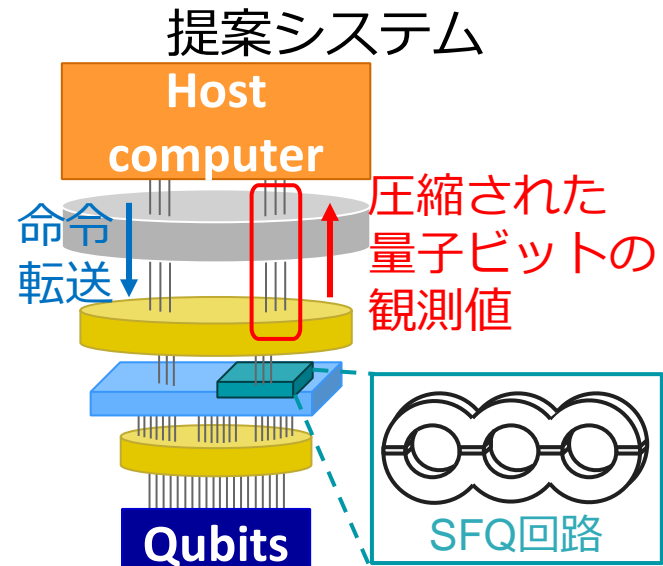 提案システム
Host
computer
命令
転送
圧縮された
量子ビットの
観測値
SFQ回路
Qubits